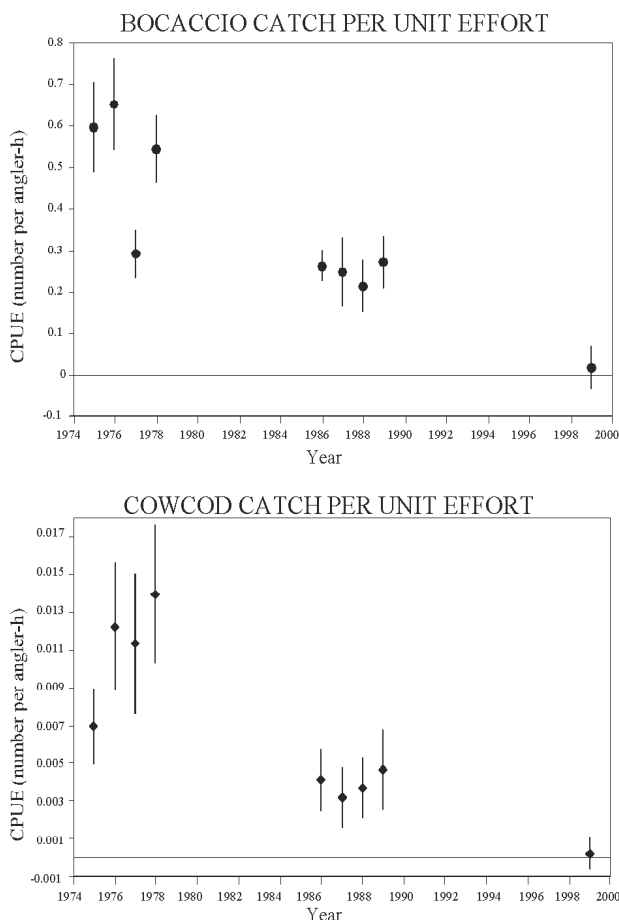 BOCACCIO CATCH PER UNIT EFFORT
CPUE (number per angler-h)
0.8
0.7
0.6
0.5
0.4
0.3
0.2
0.1
0
-0.1
1974 1976 1978 1980 1982 1984 1986 1988 1990 1992 1994 1996 1998 2000
Year
COWCOD CATCH PER UNIT EFFORT
CPUE (number per angler-h)
0.017
0.015
0.013
0.011
0.009
0.007
0.005
0.003
0.001
-0.001
1974 1976 1978 1980 1982 1984 1986 1988 1990 1992 1994 1996 1998 2000
Year